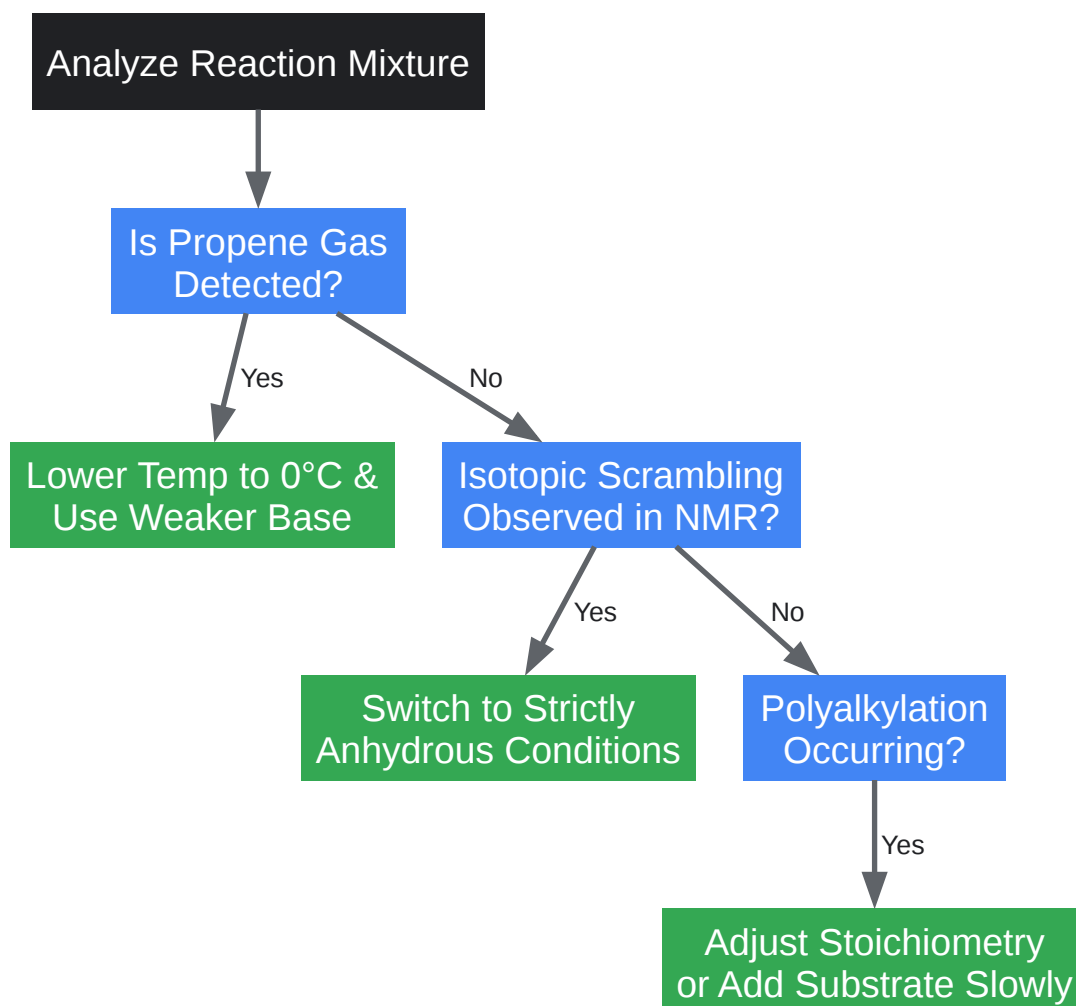 Analyze Reaction Mixture
Is Propene Gas
Detected?
Yes
No
Lower Temp to 0°C &
Use Weaker Base
Isotopic Scrambling
Observed in NMR?
Yes
No
Switch to Strictly
Anhydrous Conditions
Polyalkylation
Occurring?
Yes
Adjust Stoichiometry
or Add Substrate Slowly